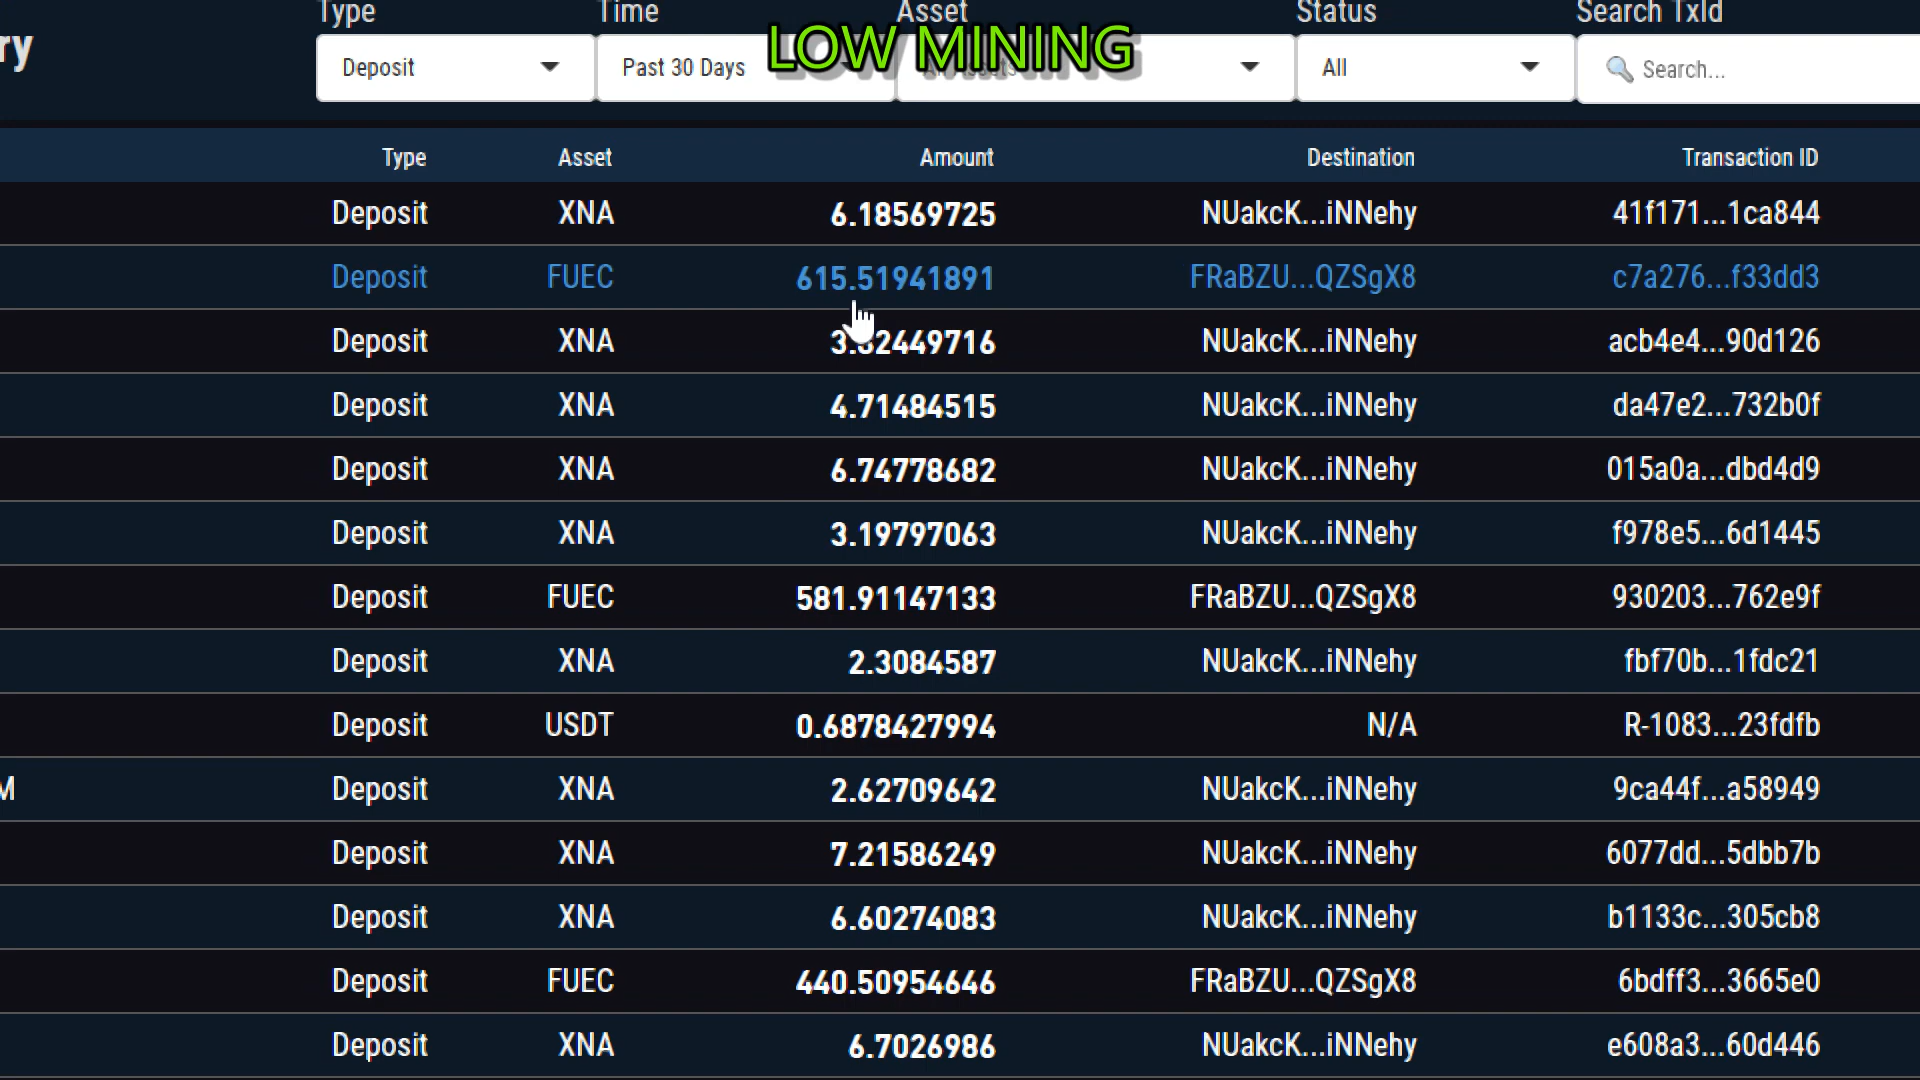 ry
Type Time Asset Status Search TxId
LOW MINING
Deposit Past 30 Days All Search...
Type Asset Amount Destination Transaction ID
Deposit XNA 6.18569725 NUakcK...iNNehy 41f171...1ca844
Deposit FUEC 615.51941891 FRaBZU...QZSgX8 c7a276...f33dd3
Deposit XNA NUakcK...iNNehy acb4e4...90d126
Deposit XNA 4.71484515 NUakcK...iNNehy da47e2...732b0f
Deposit XNA 6.74778682 NUakcK...iNNehy 015a0a...dbd4d9
Deposit XNA 3.19797063 NUakcK...iNNehy f978e5...6d1445
Deposit FUEC 581.91147133 FRaBZU...QZSgX8 930203...762e9f
Deposit XNA 2.3084587 NUakcK...iNNehy fbf70b...1fdc21
Deposit USDT 0.6878427994 N/A R-1083...23fdfb
M Deposit XNA 2.62709642 NUakcK...iNNehy 9ca44f...a58949
Deposit XNA 7.21586249 NUakcK...iNNehy 6077dd...5dbb7b
Deposit XNA 6.60274083 NUakcK...iNNehy b1133c...305cb8
Deposit FUEC 440.50954646 FRaBZU...QZSgX8 6bdff3...3665e0
Deposit XNA 6.7026986 NUakcK...iNNehy e608a3...60d446